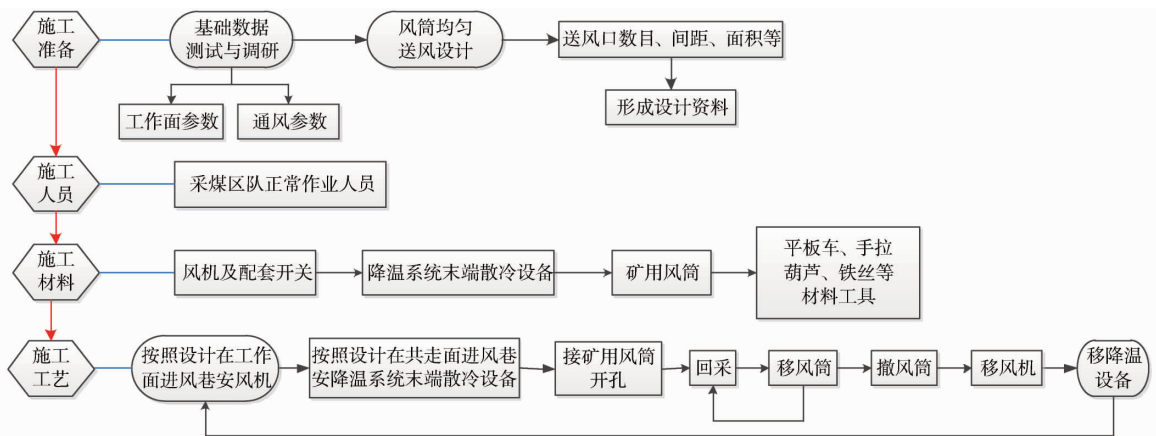 施工
准备
基础数据
测试与调研
风筒均匀
送风设计
送风口数目、间距、面积等
工作面参数
通风参数
形成设计资料
施工
人员
采煤区队正常作业人员
施工
材料
风机及配套开关
降温系统末端散冷设备
矿用风筒
平板车、手拉
葫芦、铁丝等
材料工具
施工
工艺
按照设计在工作
面进风巷安风机
按照设计在共走面进风巷
安降温系统末端散冷设备
接矿用风筒
开孔
回采
移风筒
撤风筒
移风机
移降温
设备